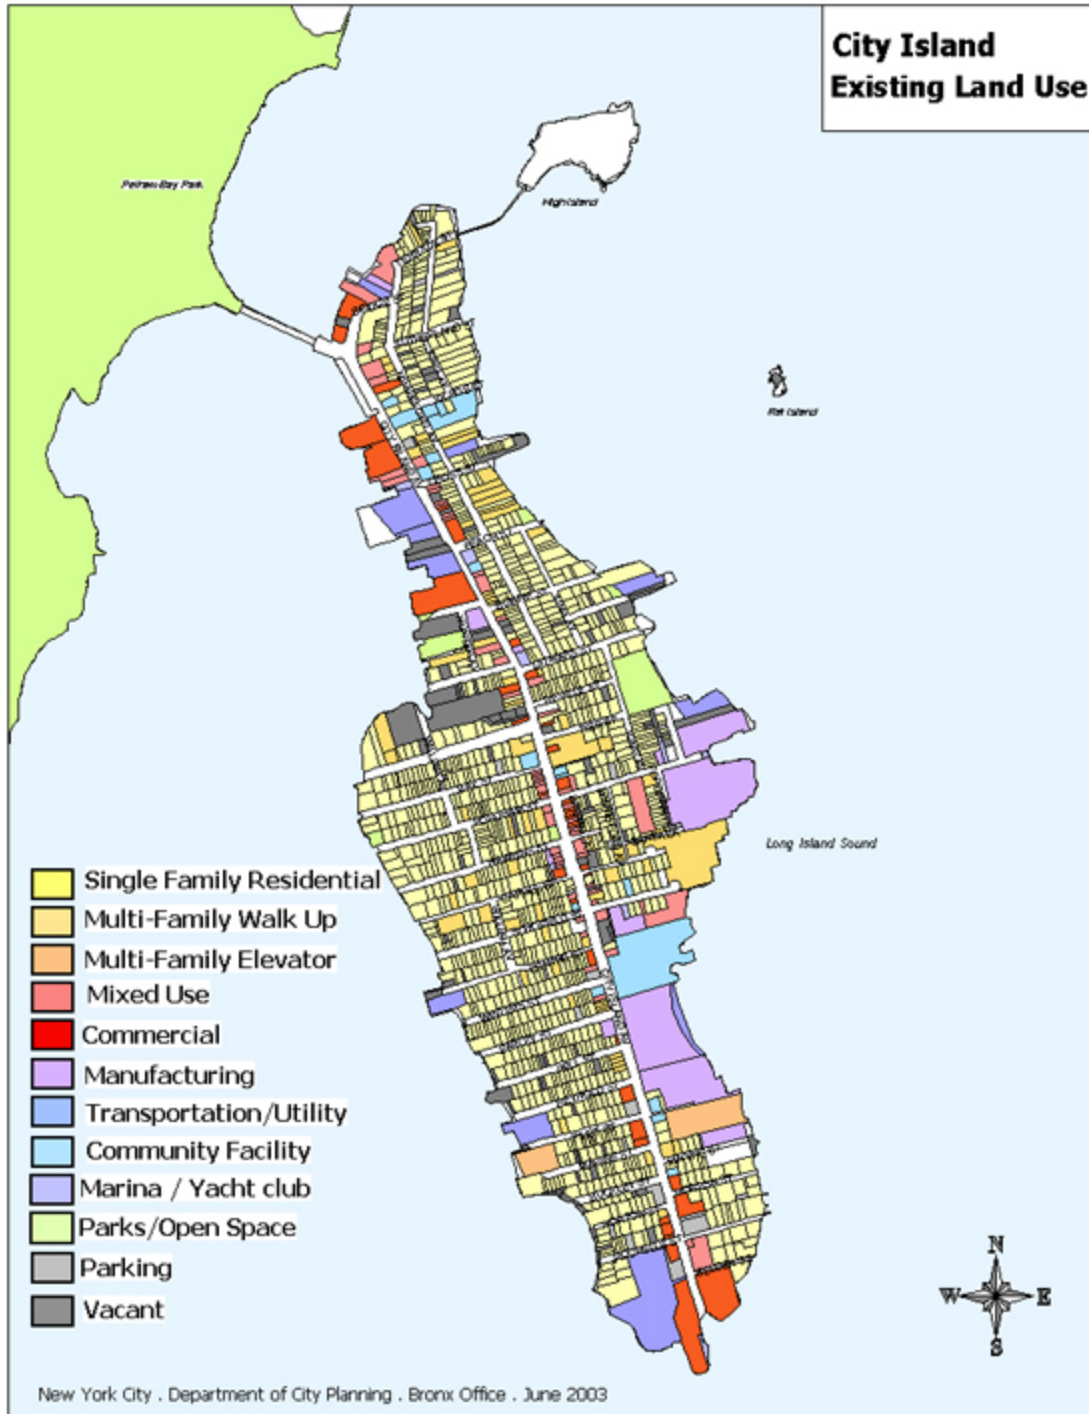 City Island
Existing Land Use
Pelham Bay Park
High Island
Rat Island
Long Island Sound
Single Family Residential
Multi-Family Walk Up
Multi-Family Elevator
Mixed Use
Commercial
Manufacturing
Transportation/Utility
Community Facility
Marina / Yacht club
Parks/Open Space
Parking
Vacant
N
W
E
S
New York City . Department of City Planning . Bronx Office . June 2003